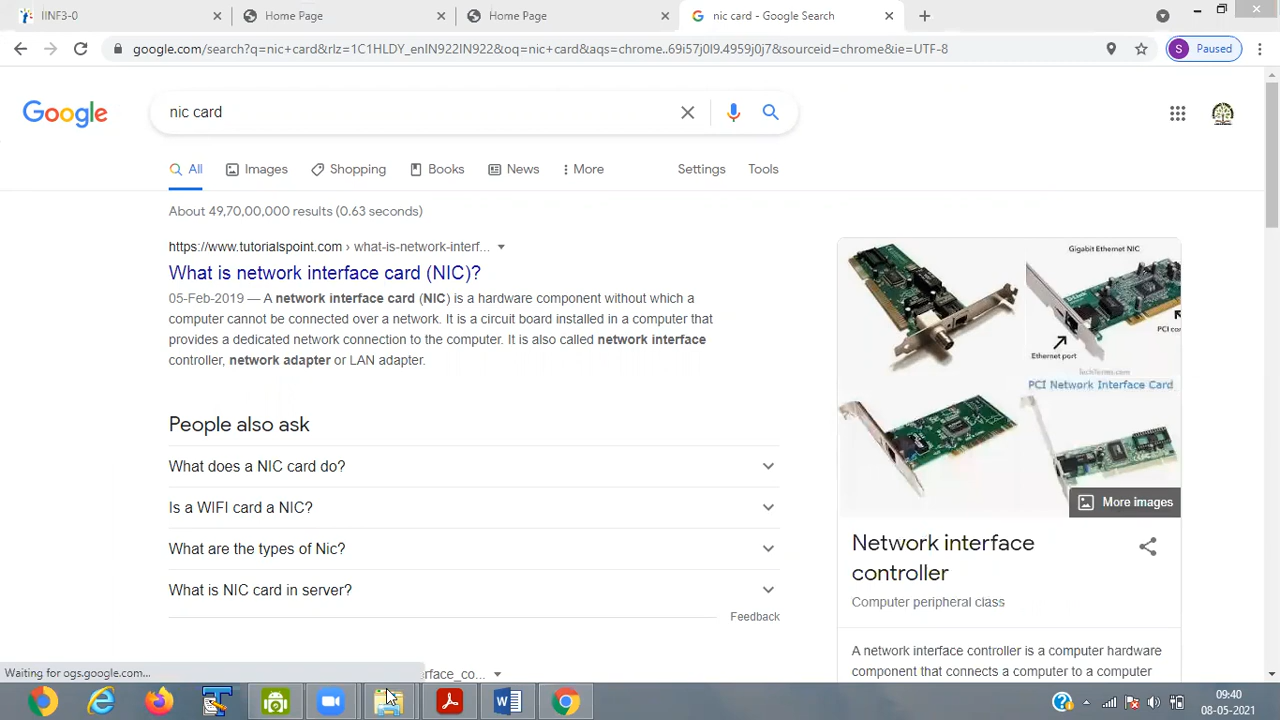 IINF3-0
Home Page
Home Page
nic card - Google Search
google.com/search?q=nic+card&rlz=1C1HLDY_enIN922IN922&oq=nic+card&aqs=chrome..69i57j0l9.4959j0j7&sourceid=chrome&ie=UTF-8
S Paused
Google
nic card
All Images Shopping Books News More Settings Tools
About 49,70,00,000 results (0.63 seconds)
https://www.tutorialspoint.com › what-is-network-interf...
What is network interface card (NIC)?
05-Feb-2019 — A network interface card (NIC) is a hardware component without which a
computer cannot be connected over a network. It is a circuit board installed in a computer that
provides a dedicated network connection to the computer. It is also called network interface
controller, network adapter or LAN adapter.
People also ask
What does a NIC card do?
Is a WIFI card a NIC?
What are the types of Nic?
What is NIC card in server?
Feedback
rface_co...
Gigabit Ethernet NIC
D-Link
PCI con
Ethernet port
techterms.com
PCI Network Interface Card
More images
Network interface
controller
Computer peripheral class
A network interface controller is a computer hardware
component that connects a computer to a computer
Waiting for ogs.google.com...
09:40
08-05-2021